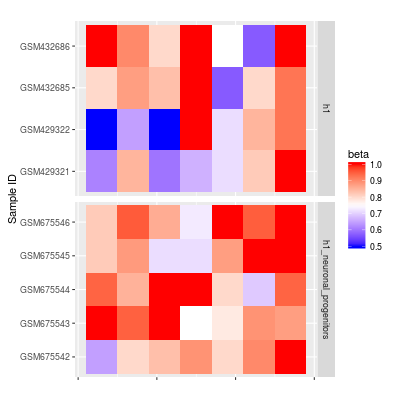 GSM432686
GSM432685
GSM429322
GSM429321
h1
GSM675546
GSM675545
GSM675544
GSM675543
GSM675542
h1_neuronal_progenitors
Sample ID
beta
1.0
0.9
0.8
0.7
0.6
0.5